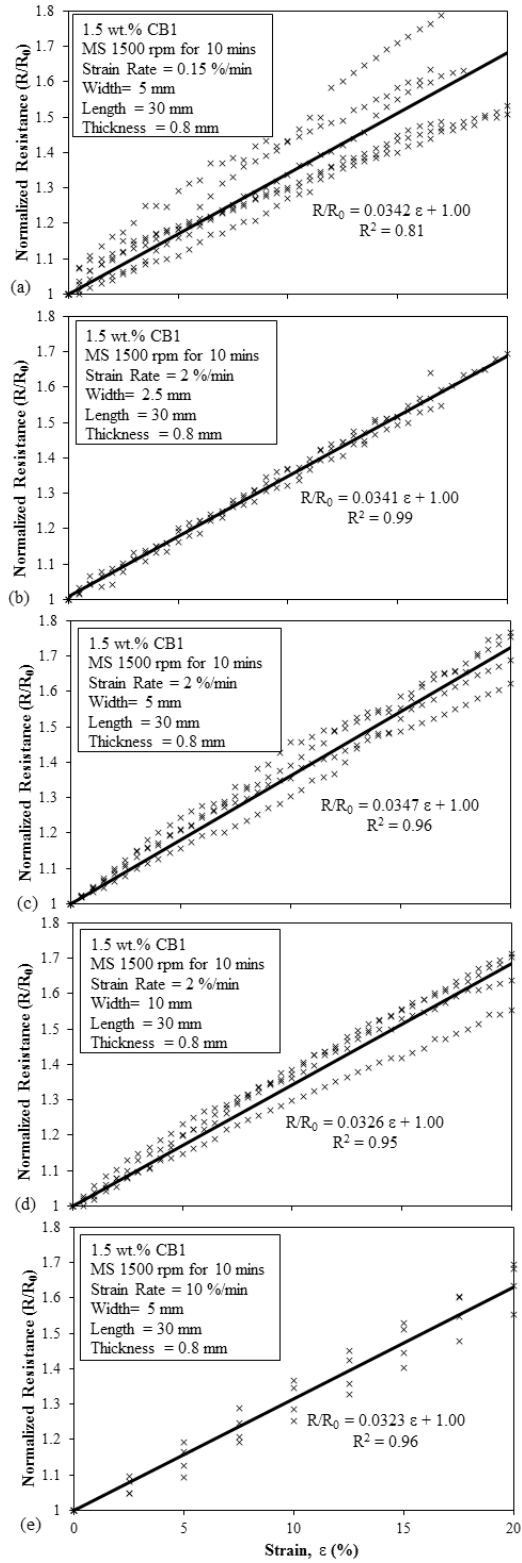 1.8
1.7
1.6
1.5
1.4
1.3
1.2
1.1
1
Normalized Resistance (R/R0)
1.5 wt.% CB1
MS 1500 rpm for 10 mins
Strain Rate = 0.15 %/min
Width= 5 mm
Length = 30 mm
Thickness = 0.8 mm
R/R0 = 0.0342 ε + 1.00
R2 = 0.81
(a)
1.8
1.7
1.6
1.5
1.4
1.3
1.2
1.1
1
Normalized Resistance (R/R0)
1.5 wt.% CB1
MS 1500 rpm for 10 mins
Strain Rate = 2 %/min
Width= 2.5 mm
Length = 30 mm
Thickness = 0.8 mm
R/R0 = 0.0341 ε + 1.00
R2 = 0.99
(b)
1.8
1.7
1.6
1.5
1.4
1.3
1.2
1.1
1
Normalized Resistance (R/R0)
1.5 wt.% CB1
MS 1500 rpm for 10 mins
Strain Rate = 2 %/min
Width= 5 mm
Length = 30 mm
Thickness = 0.8 mm
R/R0 = 0.0347 ε + 1.00
R2 = 0.96
(c)
1.8
1.7
1.6
1.5
1.4
1.3
1.2
1.1
1
Normalized Resistance (R/R0)
1.5 wt.% CB1
MS 1500 rpm for 10 mins
Strain Rate = 2 %/min
Width= 10 mm
Length = 30 mm
Thickness = 0.8 mm
R/R0 = 0.0326 ε + 1.00
R2 = 0.95
(d)
1.8
1.7
1.6
1.5
1.4
1.3
1.2
1.1
1
Normalized Resistance (R/R0)
1.5 wt.% CB1
MS 1500 rpm for 10 mins
Strain Rate = 10 %/min
Width= 5 mm
Length = 30 mm
Thickness = 0.8 mm
R/R0 = 0.0323 ε + 1.00
R2 = 0.96
(e)
0 5 10 15 20
Strain, ε (%)